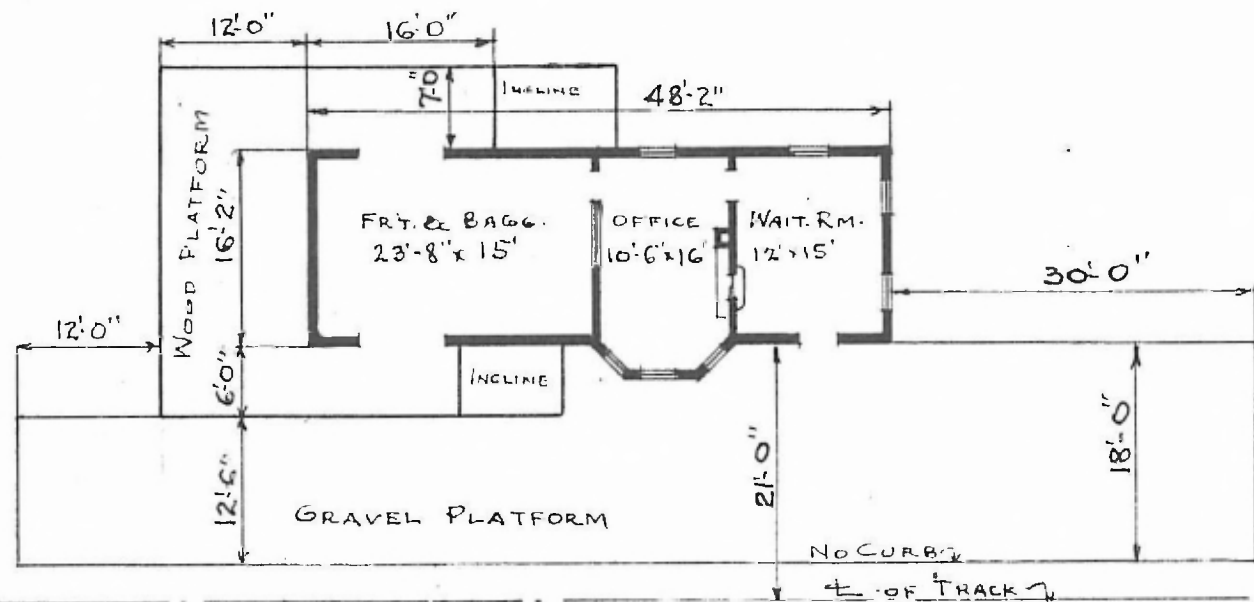 12'-0"
16'-0"
7'-0"
INCLINE
48'-2"
WOOD PLATFORM
16'-2"
FRT. & BAGG.
23'-8" x 15'
OFFICE
10'-6" x 16'
WAIT. RM.
12' x 15'
30'-0"
12'-0"
6'-0"
INCLINE
12'-6"
21'-0"
18'-0"
GRAVEL PLATFORM
NO CURB
℄ OF TRACK